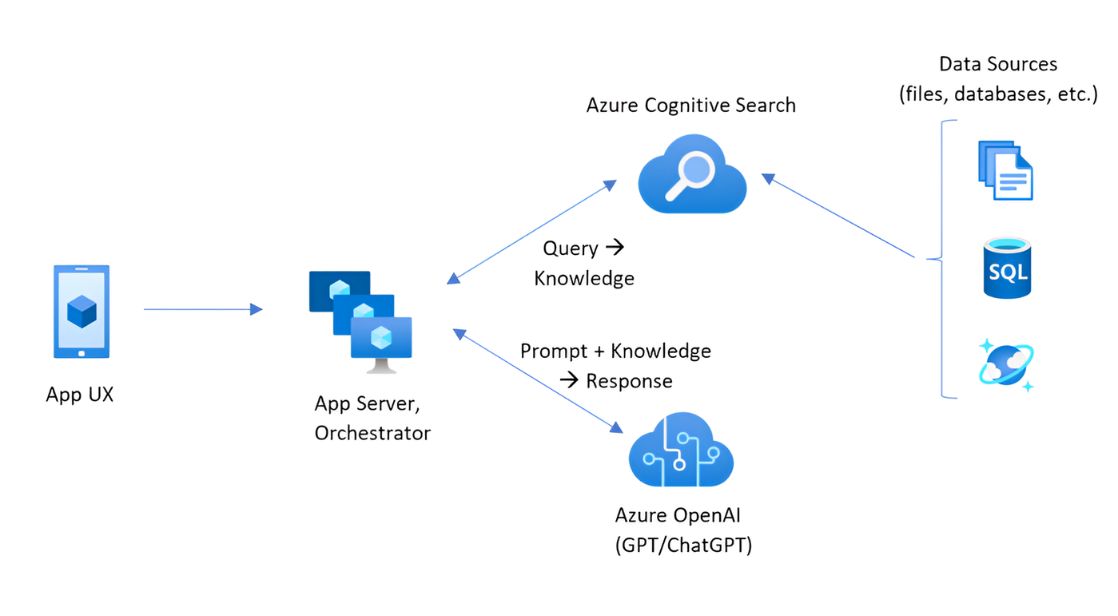 Data Sources
(files, databases, etc.)
Azure Cognitive Search
Query →
Knowledge
SQL
Prompt + Knowledge
→ Response
App UX
App Server,
Orchestrator
Azure OpenAI
(GPT/ChatGPT)